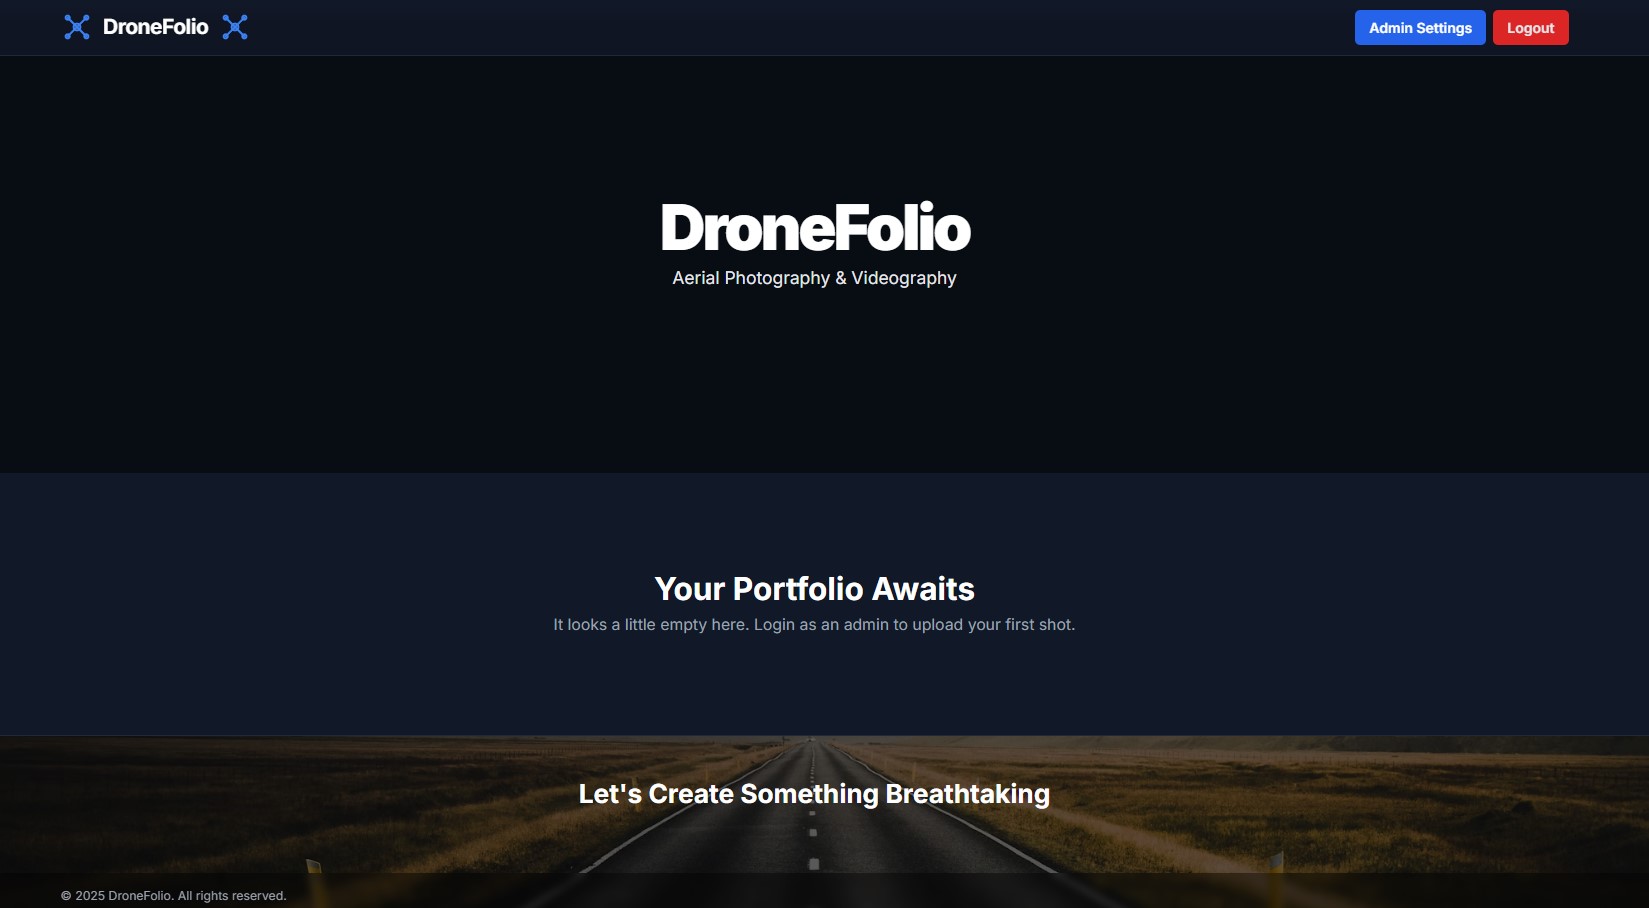 DroneFolio
Admin Settings
Logout
DroneFolio
Aerial Photography & Videography
Your Portfolio Awaits
It looks a little empty here. Login as an admin to upload your first shot.
Let's Create Something Breathtaking
© 2025 DroneFolio. All rights reserved.